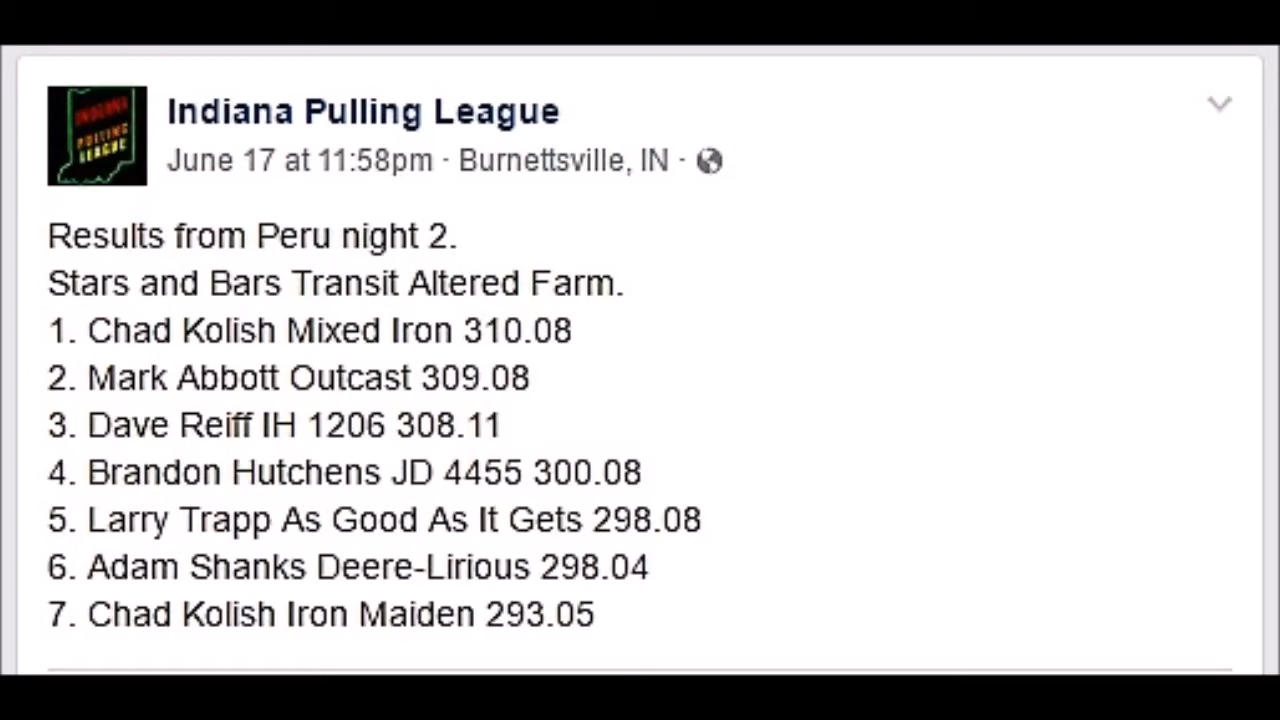 INDIANA
PULLING
LEAGUE
Indiana Pulling League
June 17 at 11:58pm · Burnettsville, IN ·
Results from Peru night 2.
Stars and Bars Transit Altered Farm.
1. Chad Kolish Mixed Iron 310.08
2. Mark Abbott Outcast 309.08
3. Dave Reiff IH 1206 308.11
4. Brandon Hutchens JD 4455 300.08
5. Larry Trapp As Good As It Gets 298.08
6. Adam Shanks Deere-Lirious 298.04
7. Chad Kolish Iron Maiden 293.05